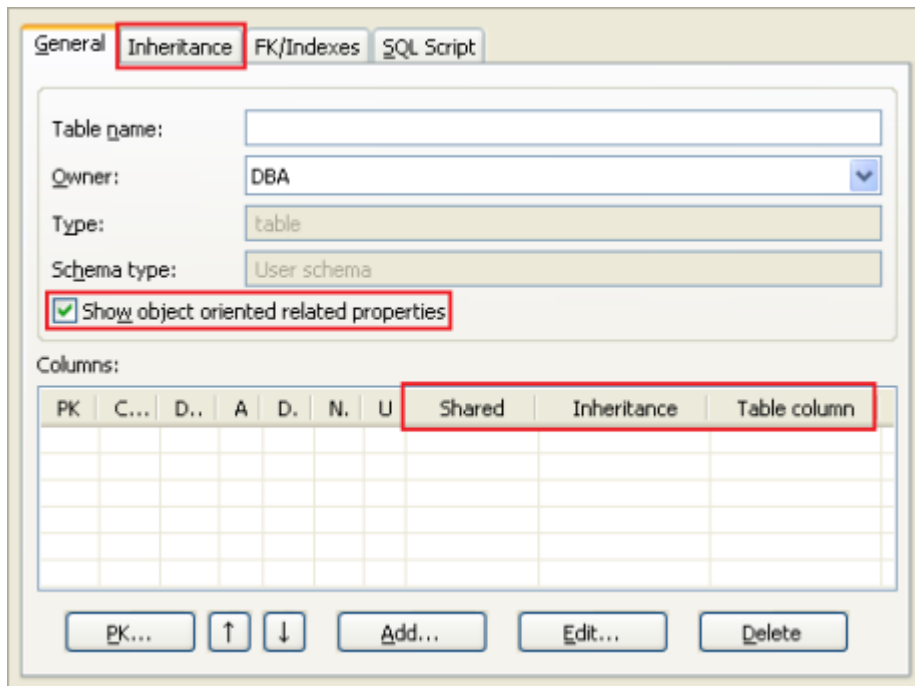 General Inheritance FK/Indexes SQL Script
Table name:
Owner: DBA
Type: table
Schema type: User schema
Show object oriented related properties
Columns:
PK C... D.. A D. N. U Shared Inheritance Table column
PK... ↑ ↓ Add... Edit... Delete